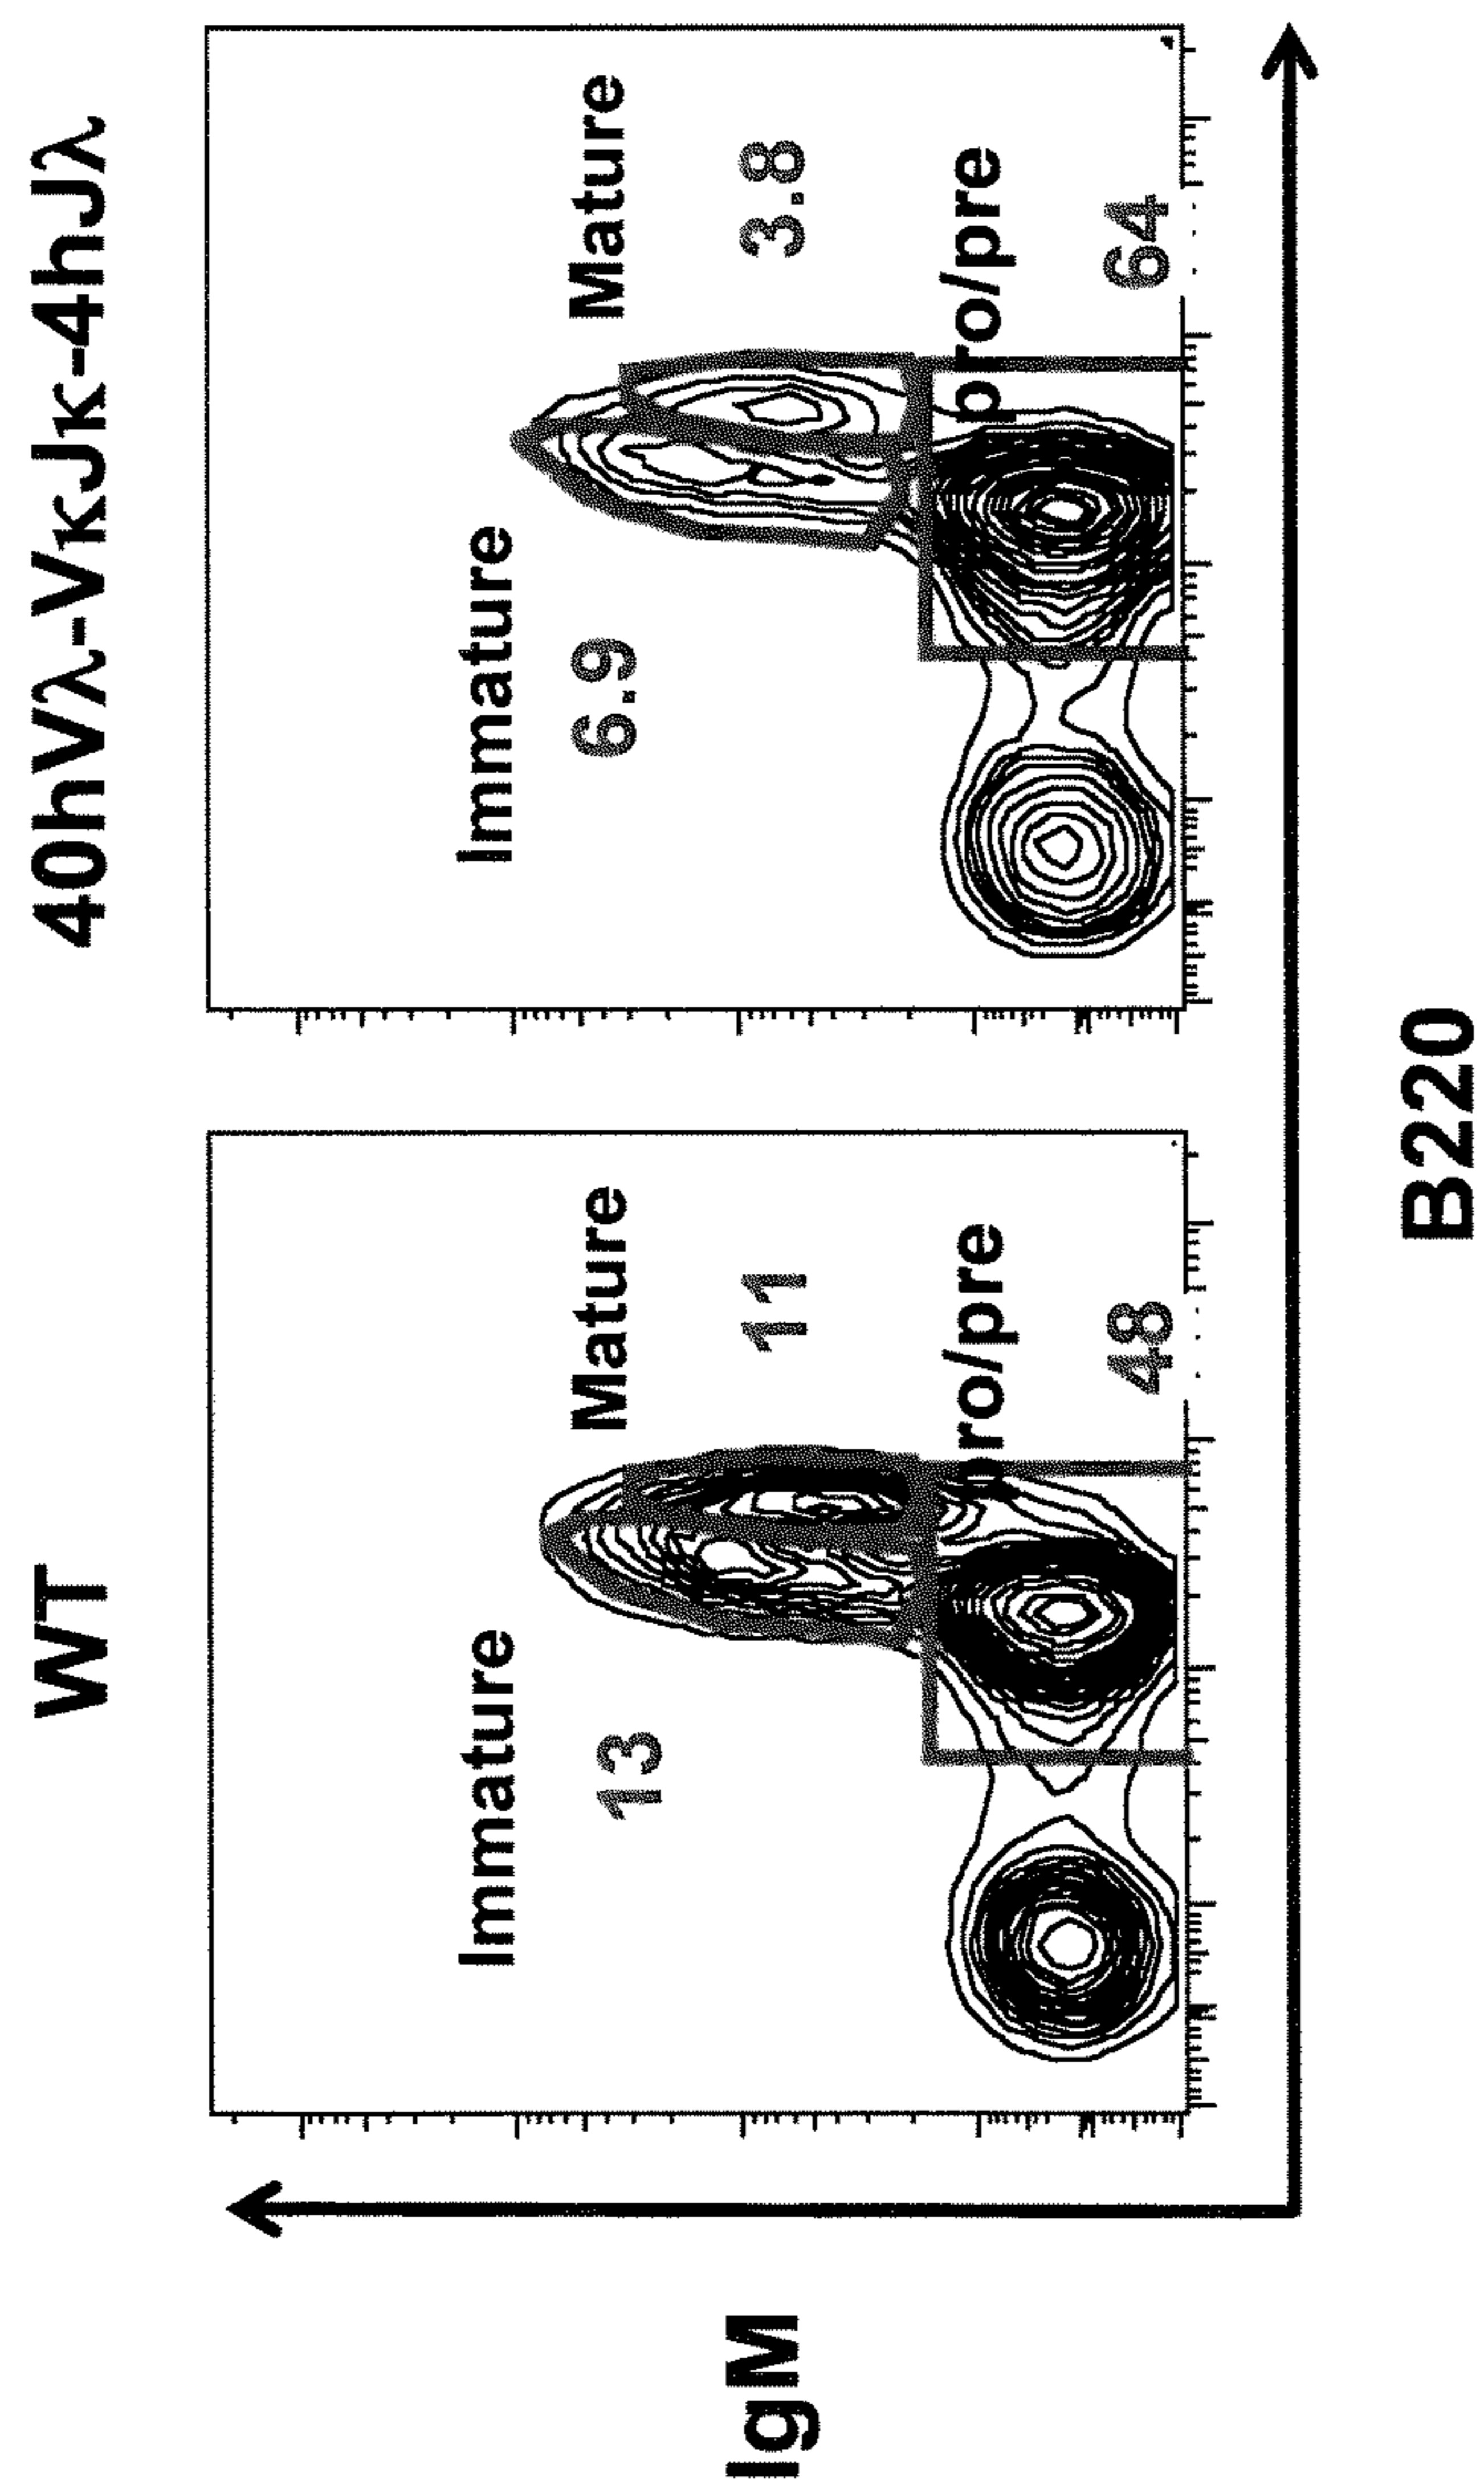 WT
40hVλ-VκJκ-4hJλ
Immature
13
Mature
11
pro/pre
48
Immature
6.9
Mature
3.8
pro/pre
64
IgM
B220